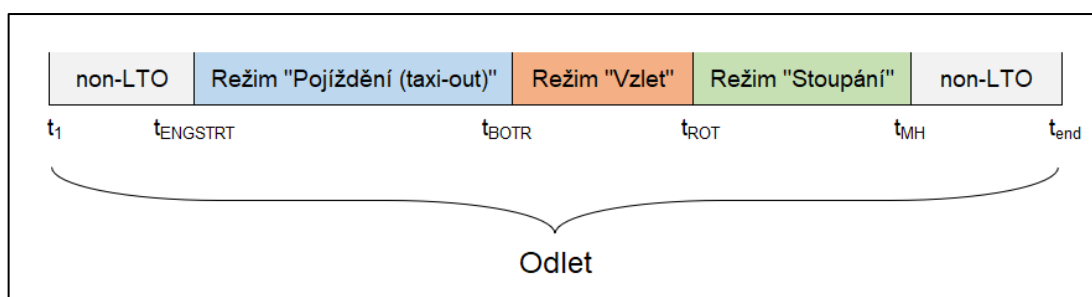 non-LTO Režim "Pojíždění (taxi-out)" Režim "Vzlet" Režim "Stoupání" non-LTO
t1 tENGSTRT tBOTR tROT tMH tend
Odlet